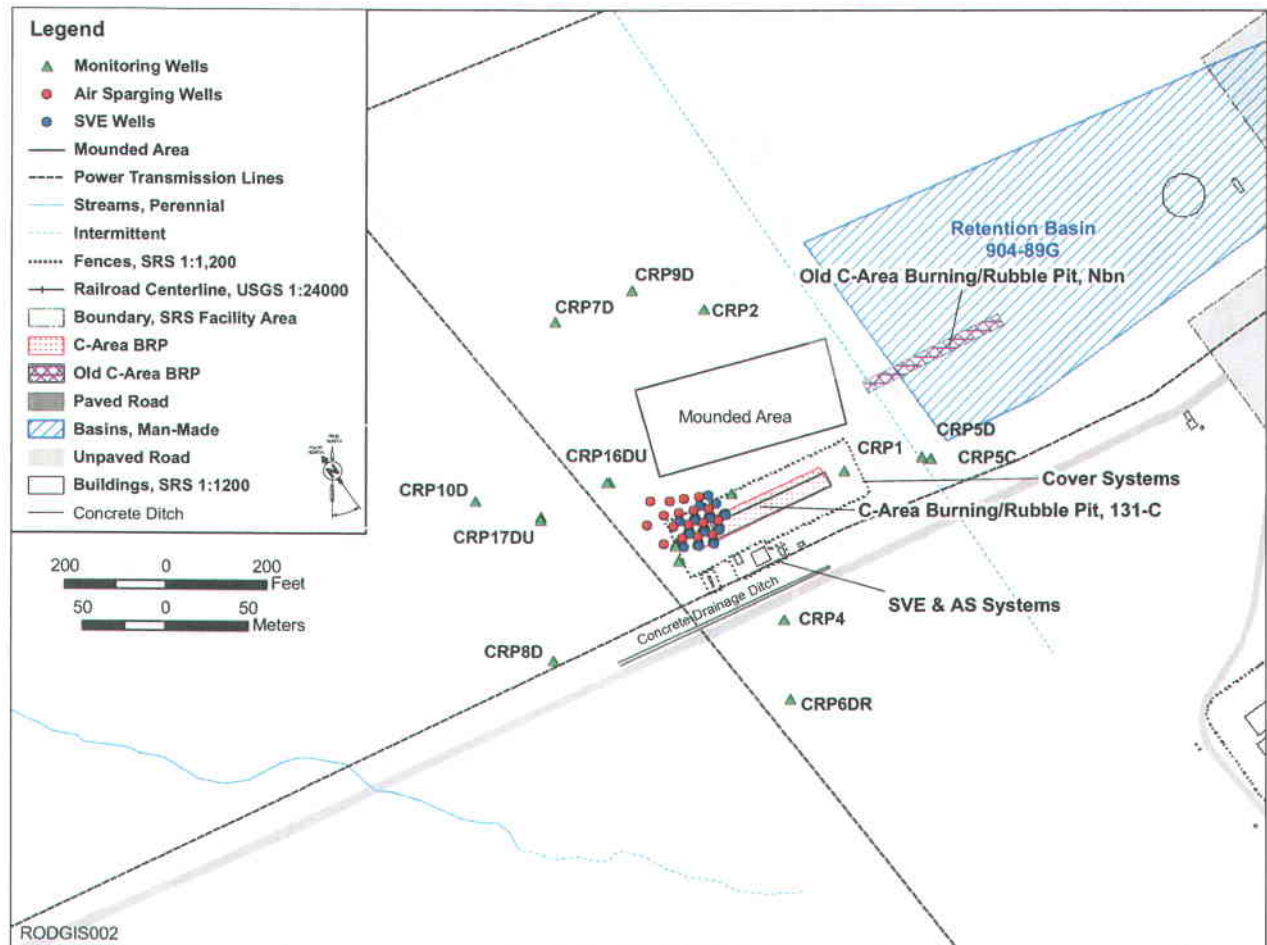 Legend
Monitoring Wells
Air Sparging Wells
SVE Wells
Mounded Area
Power Transmission Lines
Streams, Perennial
Intermittent
Fences, SRS 1:1,200
Railroad Centerline, USGS 1:24000
Boundary, SRS Facility Area
C-Area BRP
Old C-Area BRP
Paved Road
Basins, Man-Made
Unpaved Road
Buildings, SRS 1:1200
Concrete Ditch
N
200 0 200
Feet
50 0 50
Meters
Retention Basin
904-89G
Old C-Area Burning/Rubble Pit, Nbn
CRP9D
CRP7D
CRP2
Mounded Area
CRP5D
CRP1
CRP5C
CRP16DU
Cover Systems
CRP10D
C-Area Burning/Rubble Pit, 131-C
CRP17DU
SVE & AS Systems
Concrete Drainage Ditch
CRP4
CRP8D
CRP6DR
RODGIS002